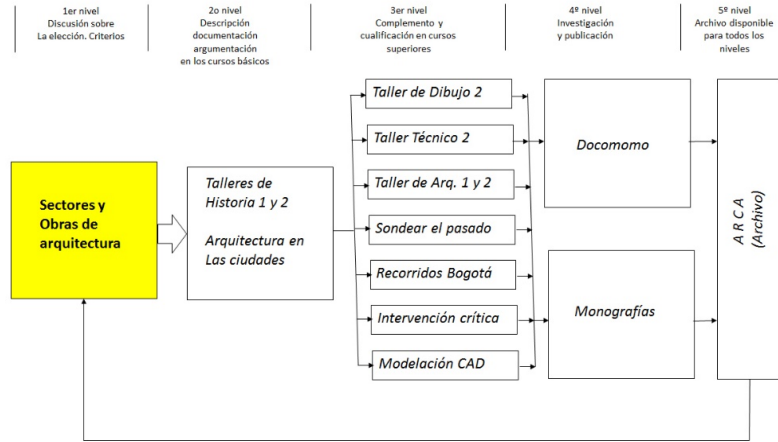 1er nivel
Discusión sobre
La elección. Criterios
2o nivel
Descripción
documentación
argumentación
en los cursos básicos
3er nivel
Complemento y
cualificación en cursos
superiores
4º nivel
Investigación
y publicación
5º nivel
Archivo disponible
para todos los
niveles
Sectores y
Obras de
arquitectura
Talleres de
Historia 1 y 2
Arquitectura en
Las ciudades
Taller de Dibujo 2
Taller Técnico 2
Taller de Arq. 1 y 2
Sondear el pasado
Recorridos Bogotá
Intervención crítica
Modelación CAD
Docomomo
Monografías
A R C A
(Archivo)